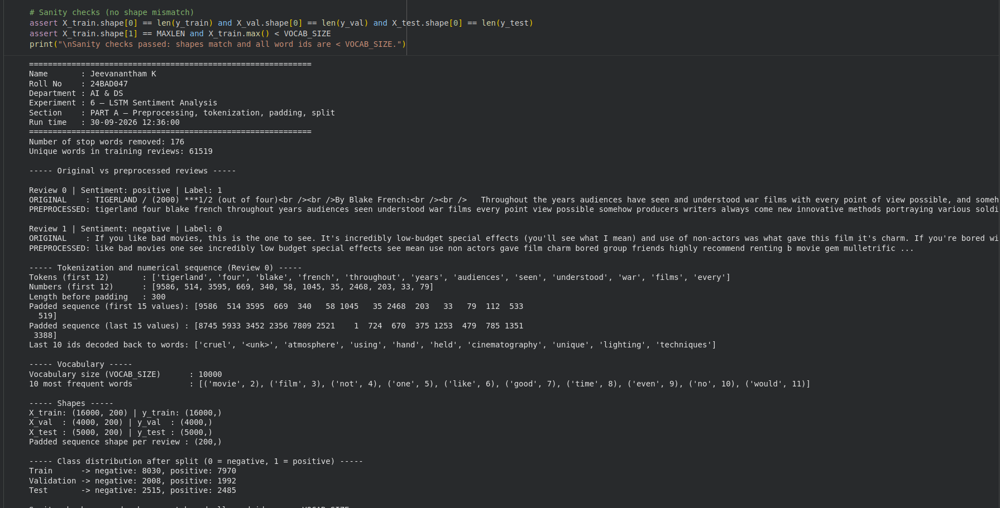 # Sanity checks (no shape mismatch)
assert X_train.shape[0] == len(y_train) and X_val.shape[0] == len(y_val) and X_test.shape[0] == len(y_test)
assert X_train.shape[1] == MAXLEN and X_train.max() < VOCAB_SIZE
print("\nSanity checks passed: shapes match and all word ids are < VOCAB_SIZE.")
============================================================
Name       : Jeevanantham K
Roll No    : 24BAD047
Department : AI & DS
Experiment : 6 – LSTM Sentiment Analysis
Section    : PART A – Preprocessing, tokenization, padding, split
Run time   : 30-09-2026 12:36:00
============================================================
Number of stop words removed: 176
Unique words in training reviews: 61519
----- Original vs preprocessed reviews -----
Review 0 | Sentiment: positive | Label: 1
ORIGINAL    : TIGERLAND / (2000) ***1/2 (out of four)<br /><br />By Blake French:<br /><br />   Throughout the years audiences have seen and understood war films with every point of view possible, and someh
PREPROCESSED: tigerland four blake french throughout years audiences seen understood war films every point view possible somehow producers writers always come new innovative methods portraying various soldi
Review 1 | Sentiment: negative | Label: 0
ORIGINAL    : If you like bad movies, this is the one to see. It's incredibly low-budget special effects (you'll see what I mean) and use of non-actors was what gave this film it's charm. If you're bored wi
PREPROCESSED: like bad movies one see incredibly low budget special effects see mean use non actors gave film charm bored group friends highly recommend renting b movie gem mulletrific ...
----- Tokenization and numerical sequence (Review 0) -----
Tokens (first 12)       : ['tigerland', 'four', 'blake', 'french', 'throughout', 'years', 'audiences', 'seen', 'understood', 'war', 'films', 'every']
Numbers (first 12)      : [9586, 514, 3595, 669, 340, 58, 1045, 35, 2468, 203, 33, 79]
Length before padding   : 300
Padded sequence (first 15 values): [9586  514 3595  669  340   58 1045   35 2468  203   33   79  112  533
  519]
Padded sequence (last 15 values) : [8745 5933 3452 2356 7809 2521    1  724  670  375 1253  479  785 1351
 3388]
Last 10 ids decoded back to words: ['cruel', '<unk>', 'atmosphere', 'using', 'hand', 'held', 'cinematography', 'unique', 'lighting', 'techniques']
----- Vocabulary -----
Vocabulary size (VOCAB_SIZE)      : 10000
10 most frequent words            : [('movie', 2), ('film', 3), ('not', 4), ('one', 5), ('like', 6), ('good', 7), ('time', 8), ('even', 9), ('no', 10), ('would', 11)]
----- Shapes -----
X_train: (16000, 200) | y_train: (16000,)
X_val  : (4000, 200) | y_val  : (4000,)
X_test : (5000, 200) | y_test : (5000,)
Padded sequence shape per review : (200,)
----- Class distribution after split (0 = negative, 1 = positive) -----
Train      -> negative: 8030, positive: 7970
Validation -> negative: 2008, positive: 1992
Test       -> negative: 2515, positive: 2485